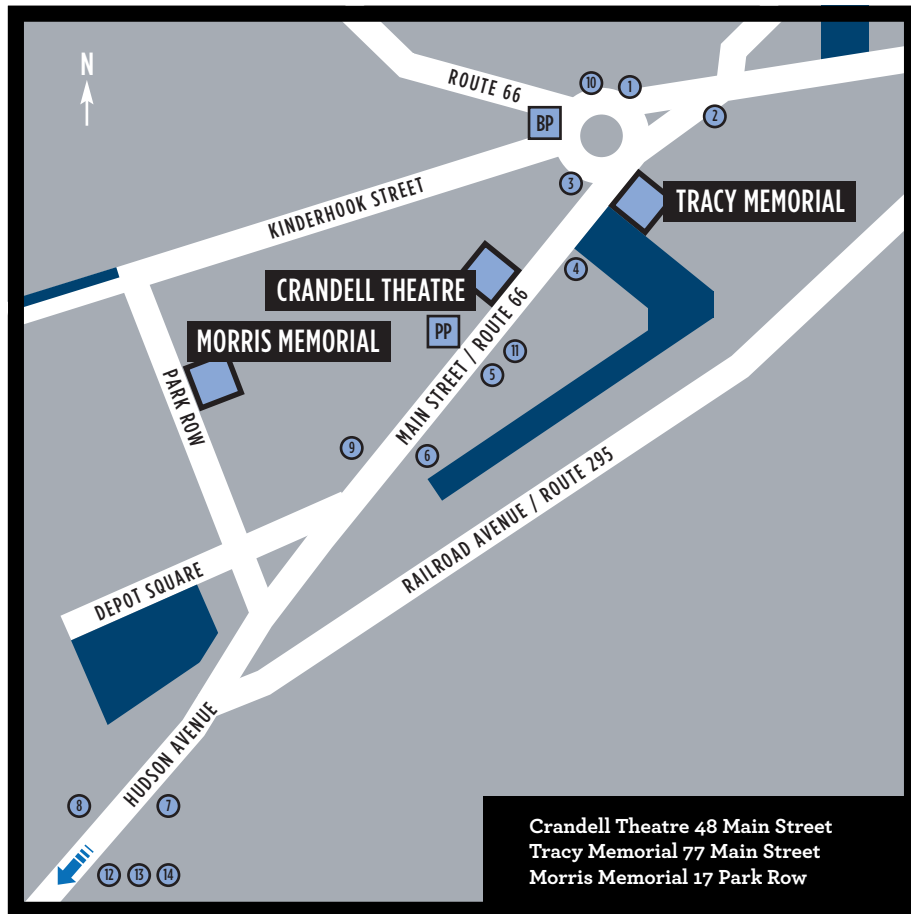 N
ROUTE 66
10
1
BP
2
3
KINDERHOOK STREET
TRACY MEMORIAL
4
CRANDELL THEATRE
PP
MORRIS MEMORIAL
MAIN STREET / ROUTE 66
11
5
PARK ROW
9
6
RAILROAD AVENUE / ROUTE 295
DEPOT SQUARE
HUDSON AVENUE
8
7
12 13 14
Crandell Theatre 48 Main Street
Tracy Memorial 77 Main Street
Morris Memorial 17 Park Row